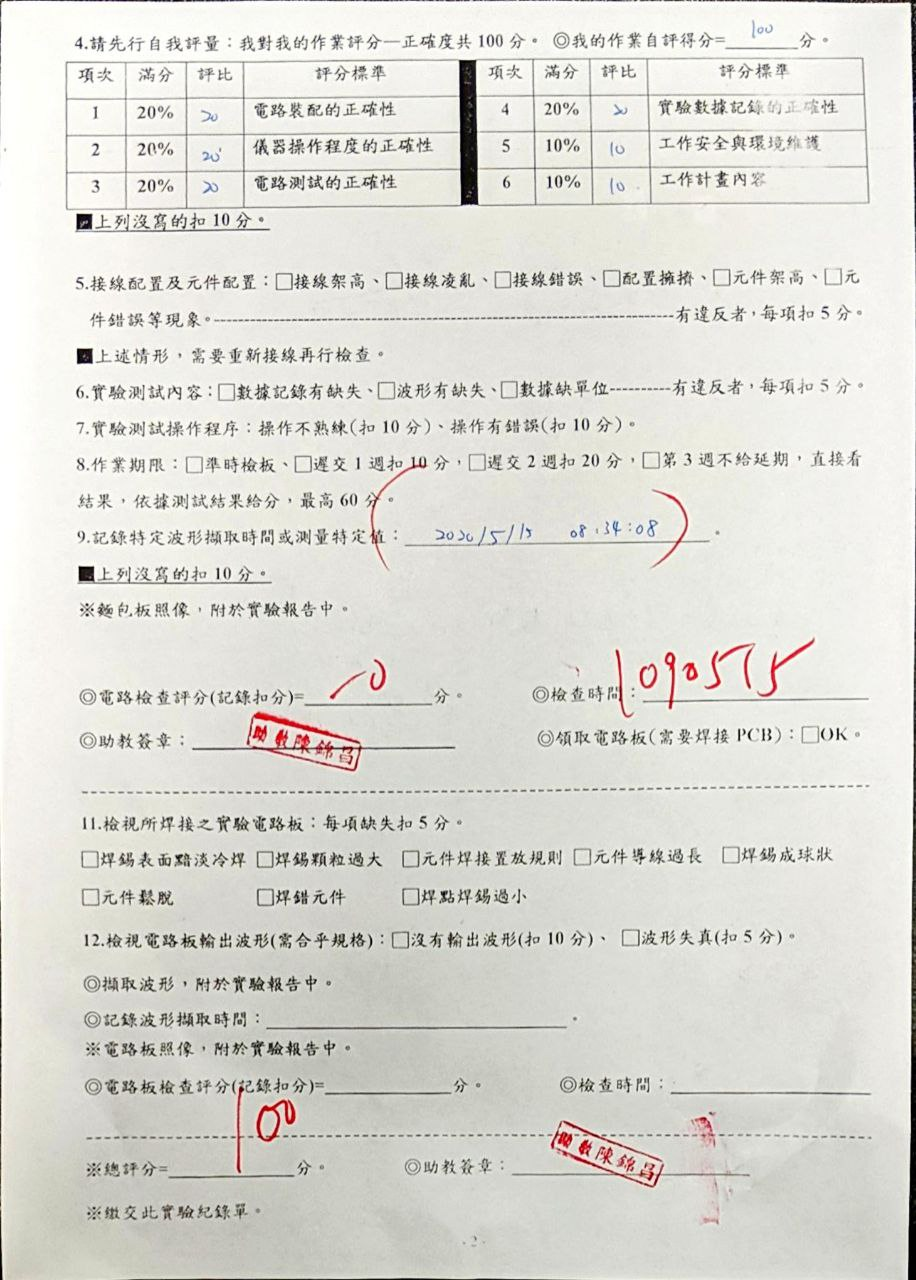 4.請先行自我評量：我對我的作業評分—正確度共 100 分。 ◎我的作業自評得分=100分。
項次 滿分 評比 評分標準 項次 滿分 評比 評分標準
1 20% 20 電路裝配的正確性 4 20% 20 實驗數據記錄的正確性
2 20% 20 儀器操作程度的正確性 5 10% 10 工作安全與環境維護
3 20% 20 電路測試的正確性 6 10% 10 工作計畫內容
上列沒寫的扣 10 分。
5.接線配置及元件配置：□接線架高、□接線凌亂、□接線錯誤、□配置擁擠、□元件架高、□元
件錯誤等現象。----------有違反者，每項扣 5 分。
上述情形，需要重新接線再行檢查。
6.實驗測試內容：□數據記錄有缺失、□波形有缺失、□數據缺單位----------有違反者，每項扣 5 分。
7.實驗測試操作程序：操作不熟練(扣 10 分)、操作有錯誤(扣 10 分)。
8.作業期限：□準時檢板、□遲交 1 週扣 10 分，□遲交 2 週扣 20 分，□第 3 週不給延期，直接看
結果，依據測試結果給分，最高 60 分。
9.記錄特定波形擷取時間或測量特定值：2020/5/15 08:34:08。
上列沒寫的扣 10 分。
※麵包板照像，附於實驗報告中。
◎電路檢查評分(記錄扣分)=-0分。 ◎檢查時間：1090515
◎助教簽章：助教陳錦昌 ◎領取電路板(需要焊接 PCB)：□OK。
11.檢視所焊接之實驗電路板：每項缺失扣 5 分。
□焊錫表面黯淡冷焊 □焊錫顆粒過大 □元件焊接置放規則 □元件導線過長 □焊錫成球狀
□元件鬆脫 □焊錯元件 □焊點焊錫過小
12.檢視電路板輸出波形(需合乎規格)：□沒有輸出波形(扣 10 分)、 □波形失真(扣 5 分)。
◎擷取波形，附於實驗報告中。
◎記錄波形擷取時間：。
※電路板照像，附於實驗報告中。
◎電路板檢查評分(記錄扣分)=分。 ◎檢查時間：
※總評分=100分。 ◎助教簽章：助教陳錦昌
※繳交此實驗紀錄單。
- 2 -